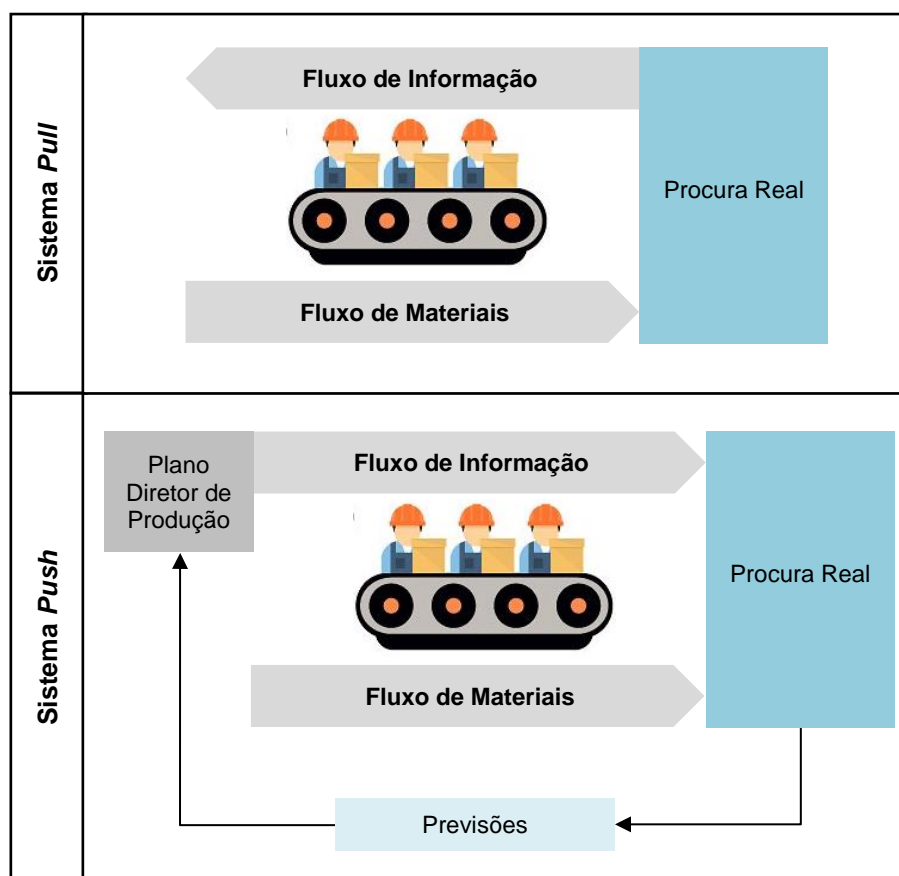 Sistema Pull
Fluxo de Informação
Procura Real
Fluxo de Materiais
Sistema Push
Plano
Diretor de
Produção
Fluxo de Informação
Procura Real
Fluxo de Materiais
Previsões